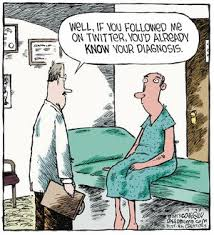 WELL, IF YOU FOLLOWED ME
ON TWITTER, YOU'D ALREADY
KNOW YOUR DIAGNOSIS.